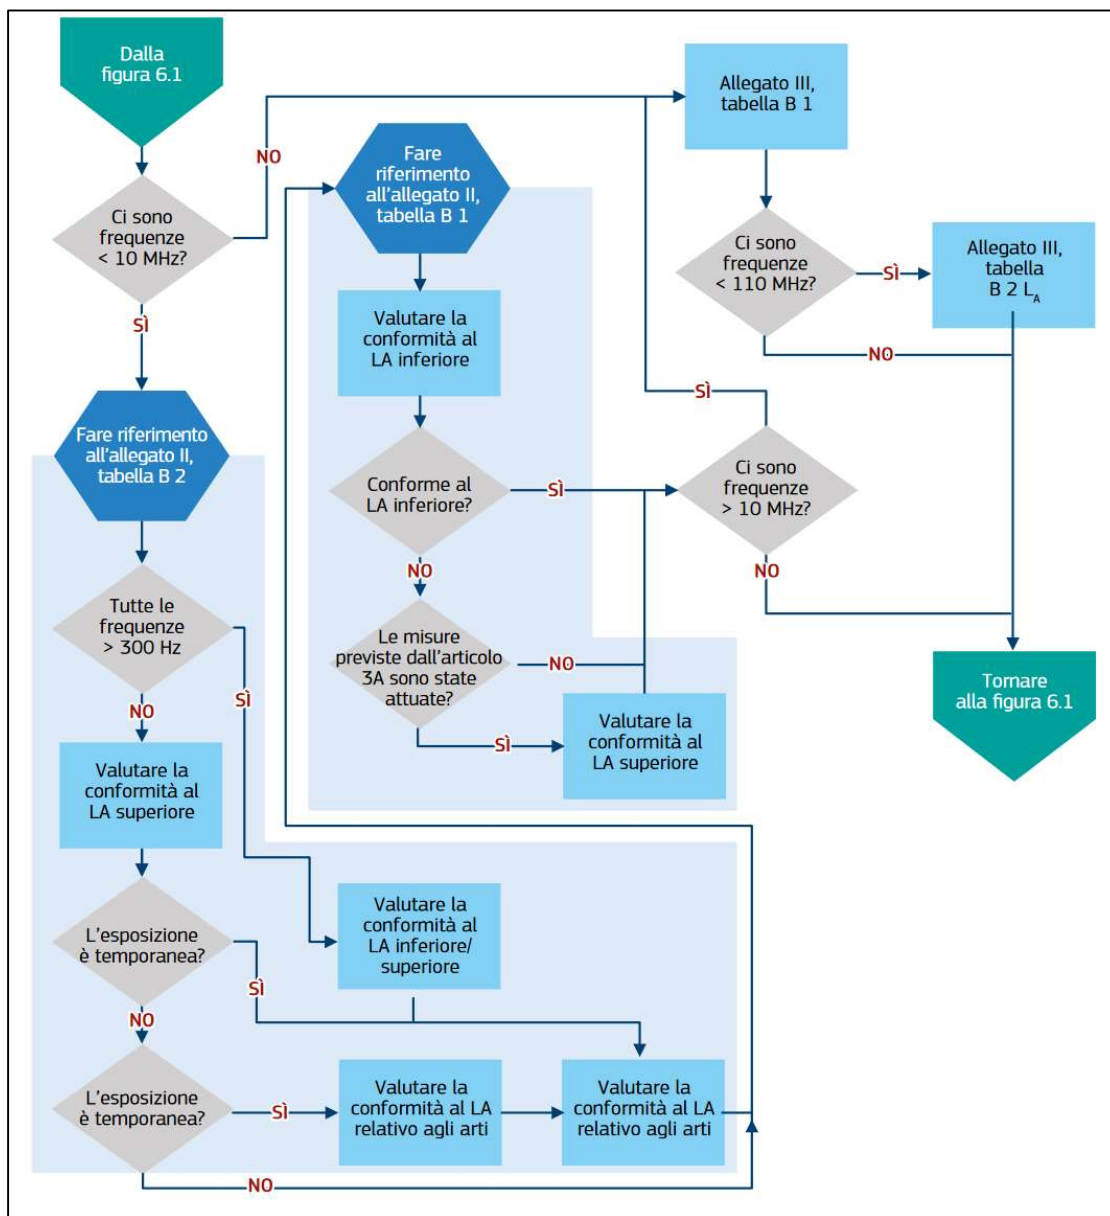 Dalla
figura 6.1
Ci sono
frequenze
< 10 MHz?
NO
SÌ
Fare riferimento
all'allegato II,
tabella B 2
Tutte le
frequenze
> 300 Hz
NO
SÌ
Valutare la
conformità al
LA superiore
L'esposizione
è temporanea?
SÌ
NO
L'esposizione
è temporanea?
SÌ
NO
Valutare la
conformità al
LA inferiore/
superiore
Valutare la
conformità al LA
relativo agli arti
Valutare la
conformità al LA
relativo agli arti
Fare
riferimento
all'allegato II,
tabella B 1
Valutare la
conformità al
LA inferiore
Conforme al
LA inferiore?
SÌ
NO
Le misure
previste dall'articolo
3A sono state
attuate?
NO
SÌ
Valutare la
conformità al
LA superiore
Ci sono
frequenze
> 10 MHz?
SÌ
NO
Allegato III,
tabella B 1
Ci sono
frequenze
< 110 MHz?
SÌ
NO
Allegato III,
tabella
B 2 LA
Tornare
alla figura 6.1